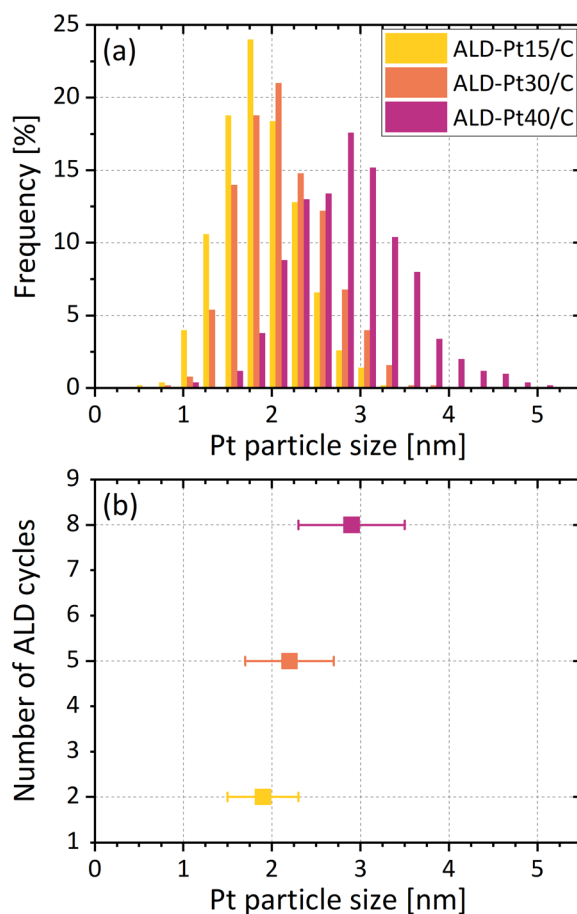 (a)
ALD-Pt15/C
ALD-Pt30/C
ALD-Pt40/C
25
20
15
10
5
0
Frequency [%]
0 1 2 3 4 5
Pt particle size [nm]
(b)
9
8
7
6
5
4
3
2
1
Number of ALD cycles
0 1 2 3 4 5
Pt particle size [nm]